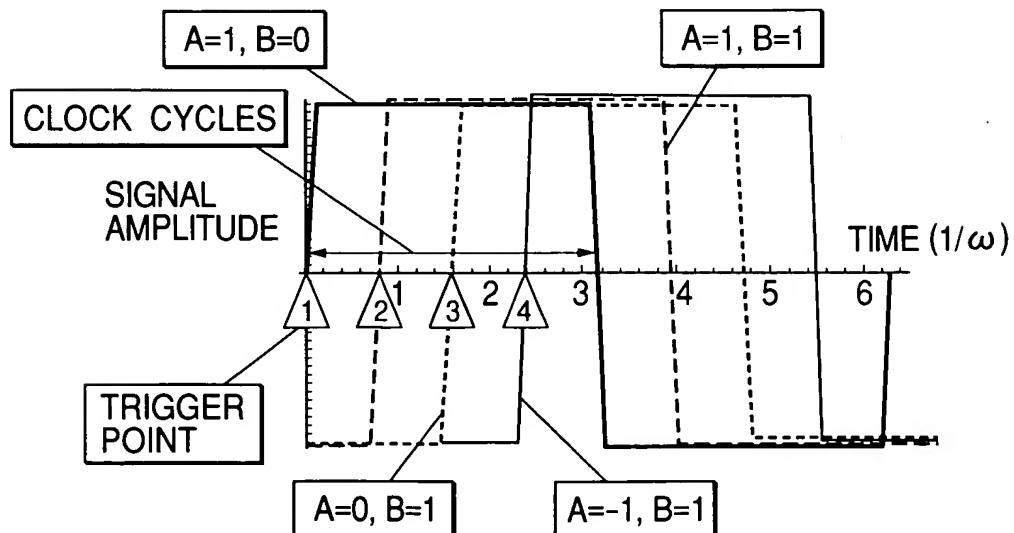 A=1, B=0
A=1, B=1
CLOCK CYCLES
SIGNAL
AMPLITUDE
TIME (1/ω)
1 2 3 4 5 6
1 2 3 4
TRIGGER
POINT
A=0, B=1
A=-1, B=1